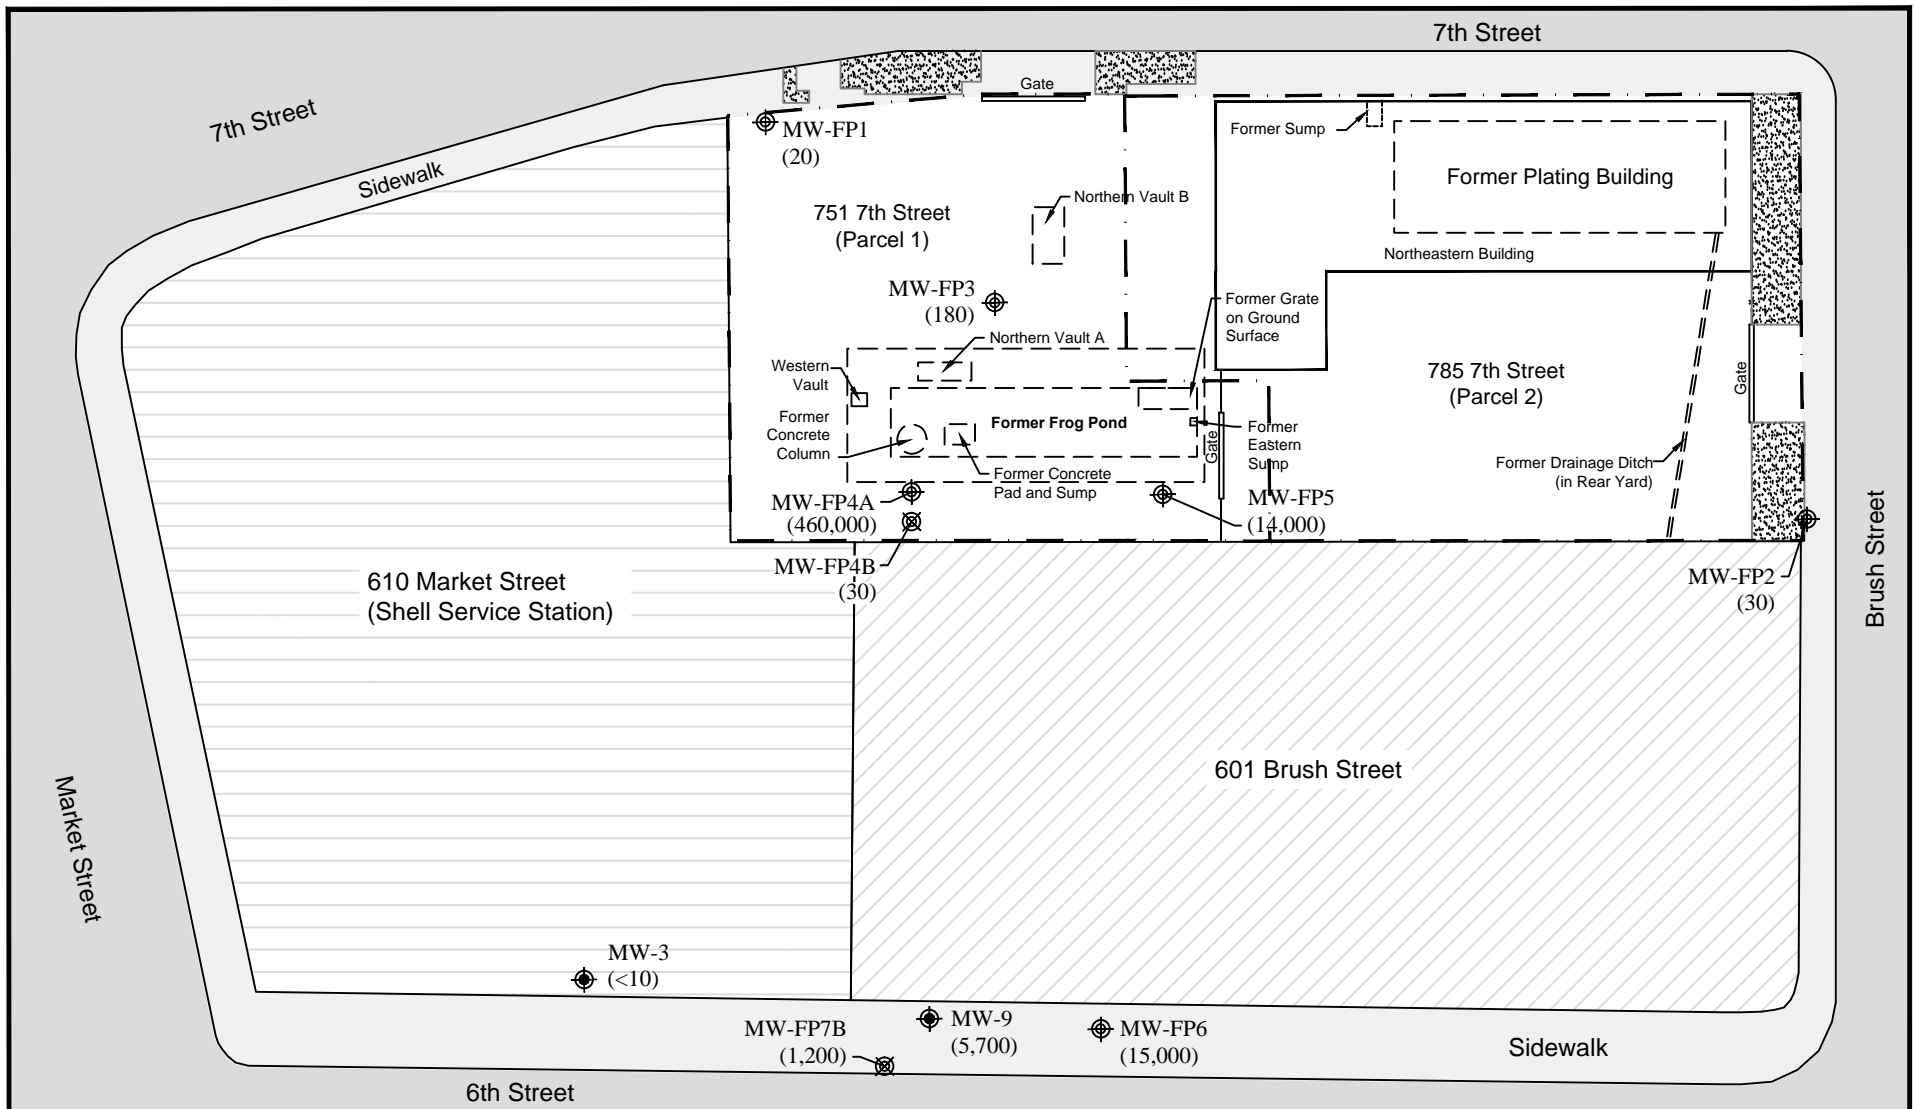 7th Street
7th Street
Sidewalk
Gate
MW-FP1
(20)
Former Sump
Former Plating Building
Northern Vault B
751 7th Street
(Parcel 1)
Northeastern Building
MW-FP3
(180)
Former Grate
on Ground
Surface
Northern Vault A
Western
Vault
785 7th Street
(Parcel 2)
Gate
Former
Concrete
Column
Former Frog Pond
Gate
Former
Eastern
Sump
Former Concrete
Pad and Sump
Former Drainage Ditch
(in Rear Yard)
MW-FP4A
(460,000)
MW-FP5
(14,000)
MW-FP4B
(30)
MW-FP2
(30)
Brush Street
610 Market Street
(Shell Service Station)
601 Brush Street
Market Street
MW-3
(<10)
MW-FP7B
(1,200)
MW-9
(5,700)
MW-FP6
(15,000)
Sidewalk
6th Street